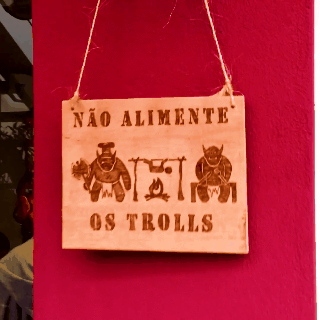 NÃO ALIMENTE
OS TROLLS